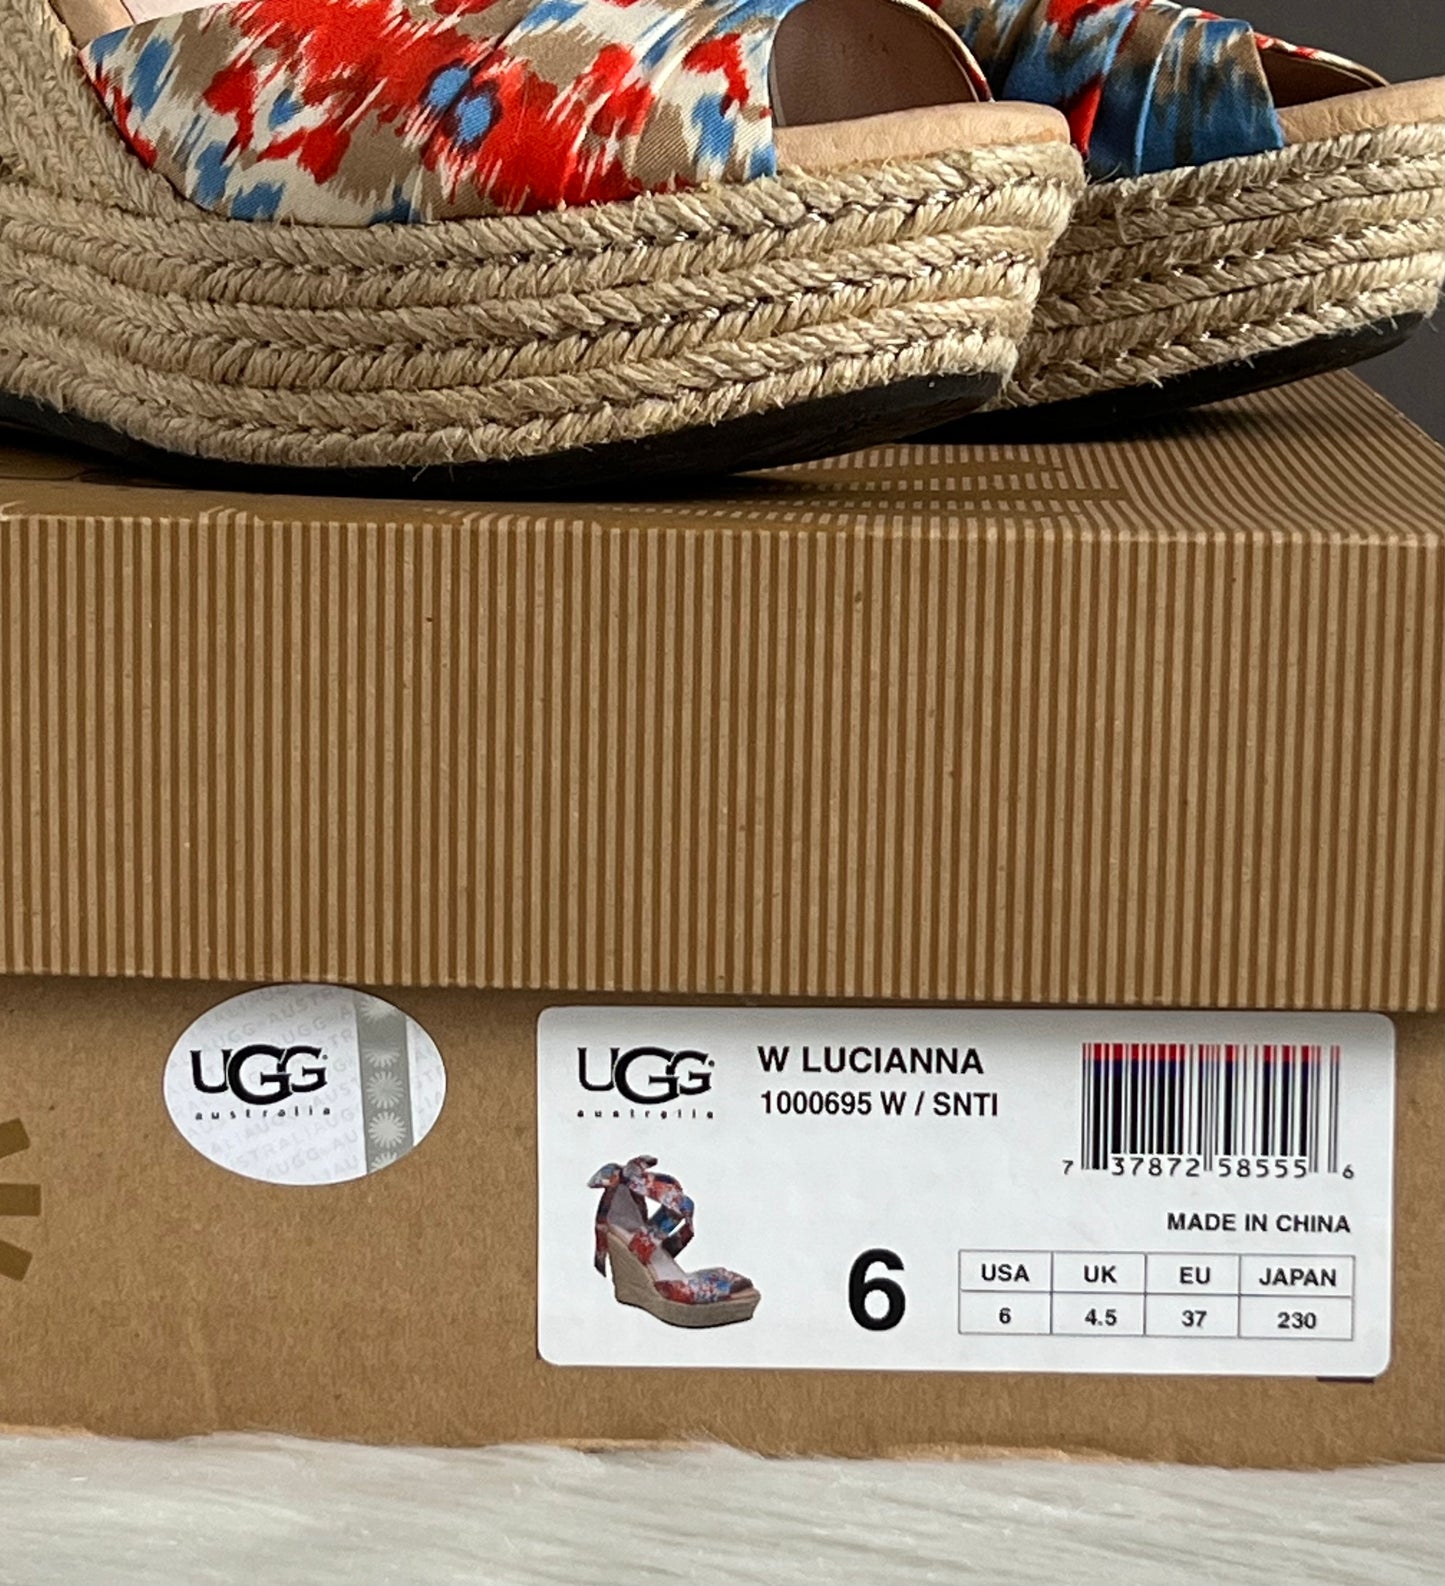 UGG
australia
UGG
australia
W LUCIANNA
1000695 W / SNTI
7 37872 58555 6
MADE IN CHINA
6
USA UK EU JAPAN
6 4.5 37 230